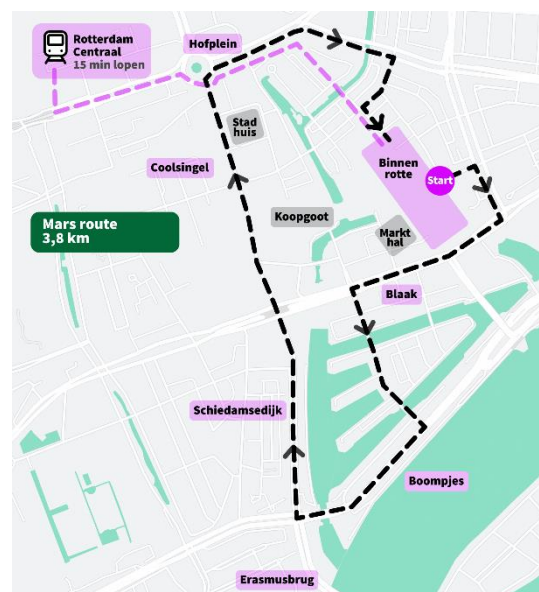 Rotterdam
Centraal
15 min lopen
Hofplein
Stad
huis
Coolsingel
Binnen
rotte
Start
Koopgoot
Markt
hal
Mars route
3,8 km
Blaak
Schiedamsedijk
Boompjes
Erasmusbrug